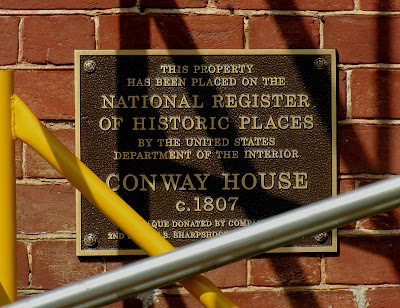 THIS PROPERTY
HAS BEEN PLACED ON THE
NATIONAL REGISTER
OF HISTORIC PLACES
BY THE UNITED STATES
DEPARTMENT OF THE INTERIOR
CONWAY HOUSE
c.1807
DONATED BY
2ND